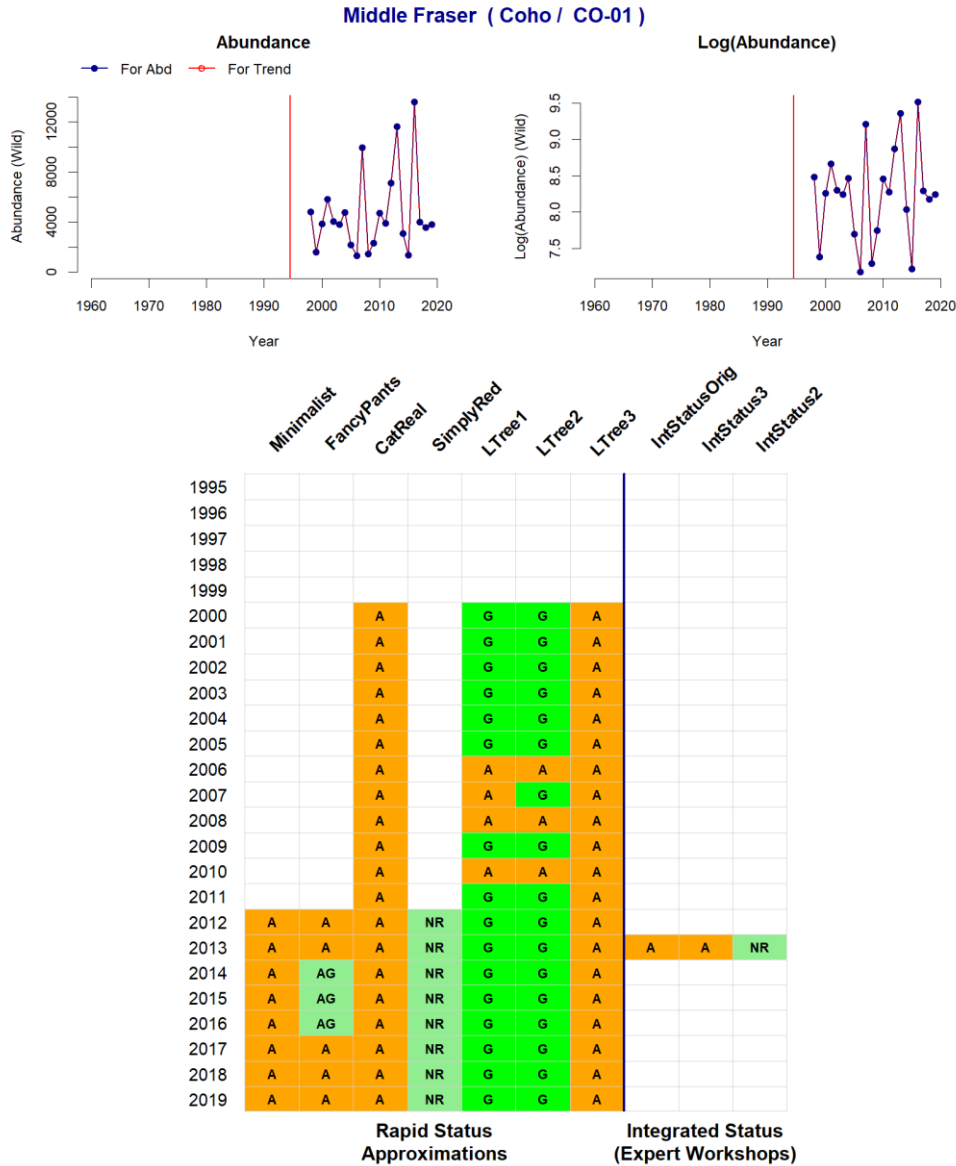 Middle Fraser ( Coho / CO-01 )
Abundance
For Abd For Trend
Abundance (Wild)
0 4000 8000 12000
1960 1970 1980 1990 2000 2010 2020
Year
Log(Abundance)
Log(Abundance) (Wild)
7.5 8.0 8.5 9.0 9.5
1960 1970 1980 1990 2000 2010 2020
Year
Minimalist FancyPants CatReal SimplyRed LTree1 LTree2 LTree3 IntStatusOrig IntStatus3 IntStatus2
1995
1996
1997
1998
1999
2000 A G G A
2001 A G G A
2002 A G G A
2003 A G G A
2004 A G G A
2005 A G G A
2006 A A A A
2007 A A G A
2008 A A A A
2009 A G G A
2010 A A A A
2011 A G G A
2012 A A A NR G G A
2013 A A A NR G G A A A NR
2014 A AG A NR G G A
2015 A AG A NR G G A
2016 A AG A NR G G A
2017 A A A NR G G A
2018 A A A NR G G A
2019 A A A NR G G A
Rapid Status
Approximations
Integrated Status
(Expert Workshops)